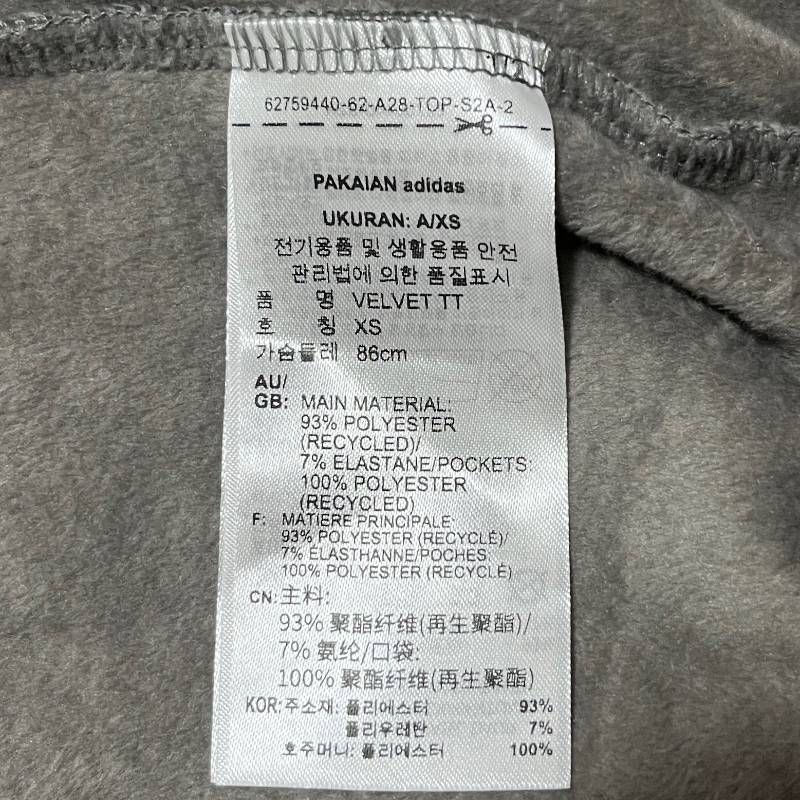 62759440-62-A28-TOP-S2A-2
PAKAIAN adidas
UKURAN: A/XS
전기용품 및 생활용품 안전
관리법에 의한 품질표시
품 명 VELVET TT
호 칭 XS
가슴둘레 86cm
AU/
GB: MAIN MATERIAL:
93% POLYESTER
(RECYCLED)/
7% ELASTANE/POCKETS:
100% POLYESTER
(RECYCLED)
F: MATIÈRE PRINCIPALE:
93% POLYESTER (RECYCLÉ)/
7% ÉLASTHANNE/POCHES:
100% POLYESTER (RECYCLÉ)
CN: 主料:
93% 聚酯纤维(再生聚酯)/
7% 氨纶/口袋:
100% 聚酯纤维(再生聚酯)
KOR: 주소재: 폴리에스터 93%
폴리우레탄 7%
호주머니: 폴리에스터 100%